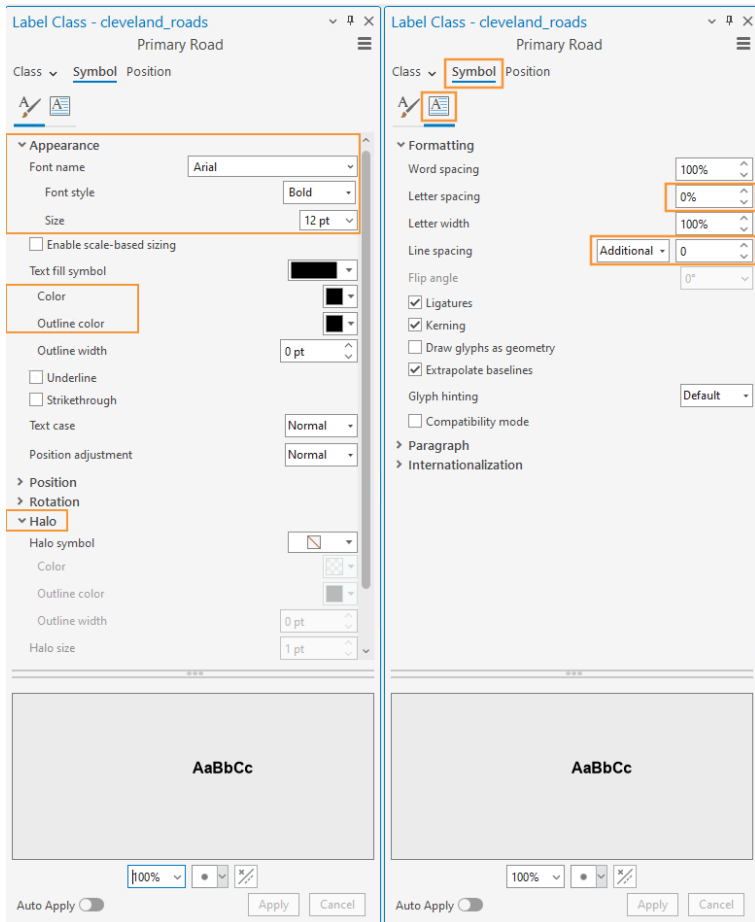 Label Class - cleveland_roads
Primary Road
Class Symbol Position
Appearance
Font name Arial
Font style Bold
Size 12 pt
Enable scale-based sizing
Text fill symbol
Color
Outline color
Outline width 0 pt
Underline
Strikethrough
Text case Normal
Position adjustment Normal
Position
Rotation
Halo
Halo symbol
Color
Outline color
Outline width 0 pt
Halo size 1 pt
AaBbCc
100%
Auto Apply Apply Cancel
Label Class - cleveland_roads
Primary Road
Class Symbol Position
Formatting
Word spacing 100%
Letter spacing 0%
Letter width 100%
Line spacing Additional 0
Flip angle 0°
Ligatures
Kerning
Draw glyphs as geometry
Extrapolate baselines
Glyph hinting Default
Compatibility mode
Paragraph
Internationalization
AaBbCc
100%
Auto Apply Apply Cancel